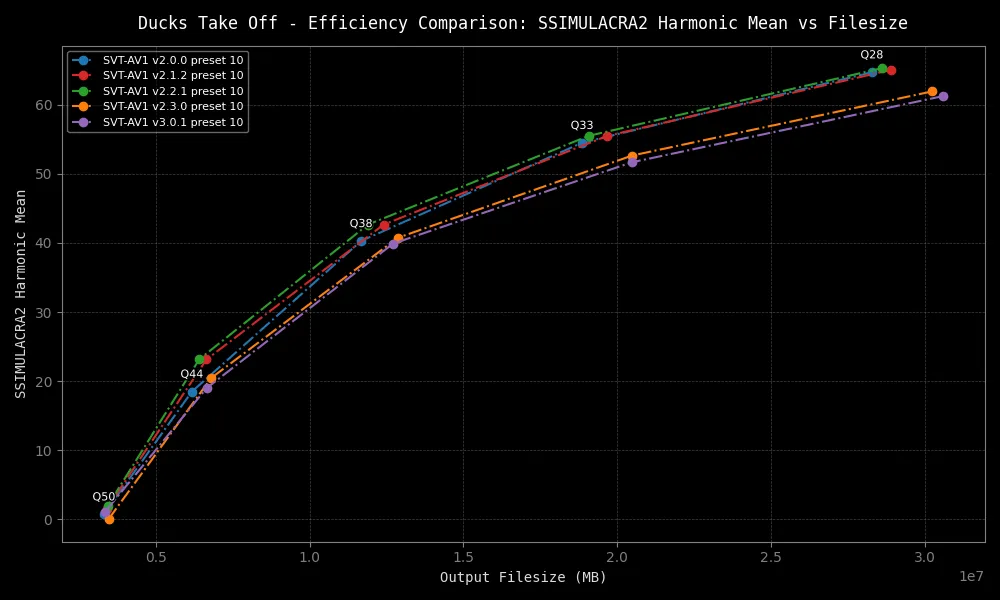 Ducks Take Off - Efficiency Comparison: SSIMULACRA2 Harmonic Mean vs Filesize
SVT-AV1 v2.0.0 preset 10
SVT-AV1 v2.1.2 preset 10
SVT-AV1 v2.2.1 preset 10
SVT-AV1 v2.3.0 preset 10
SVT-AV1 v3.0.1 preset 10
Q28
Q33
Q38
Q44
Q50
SSIMULACRA2 Harmonic Mean
60
50
40
30
20
10
0
0.5
1.0
1.5
2.0
2.5
3.0
1e7
Output Filesize (MB)